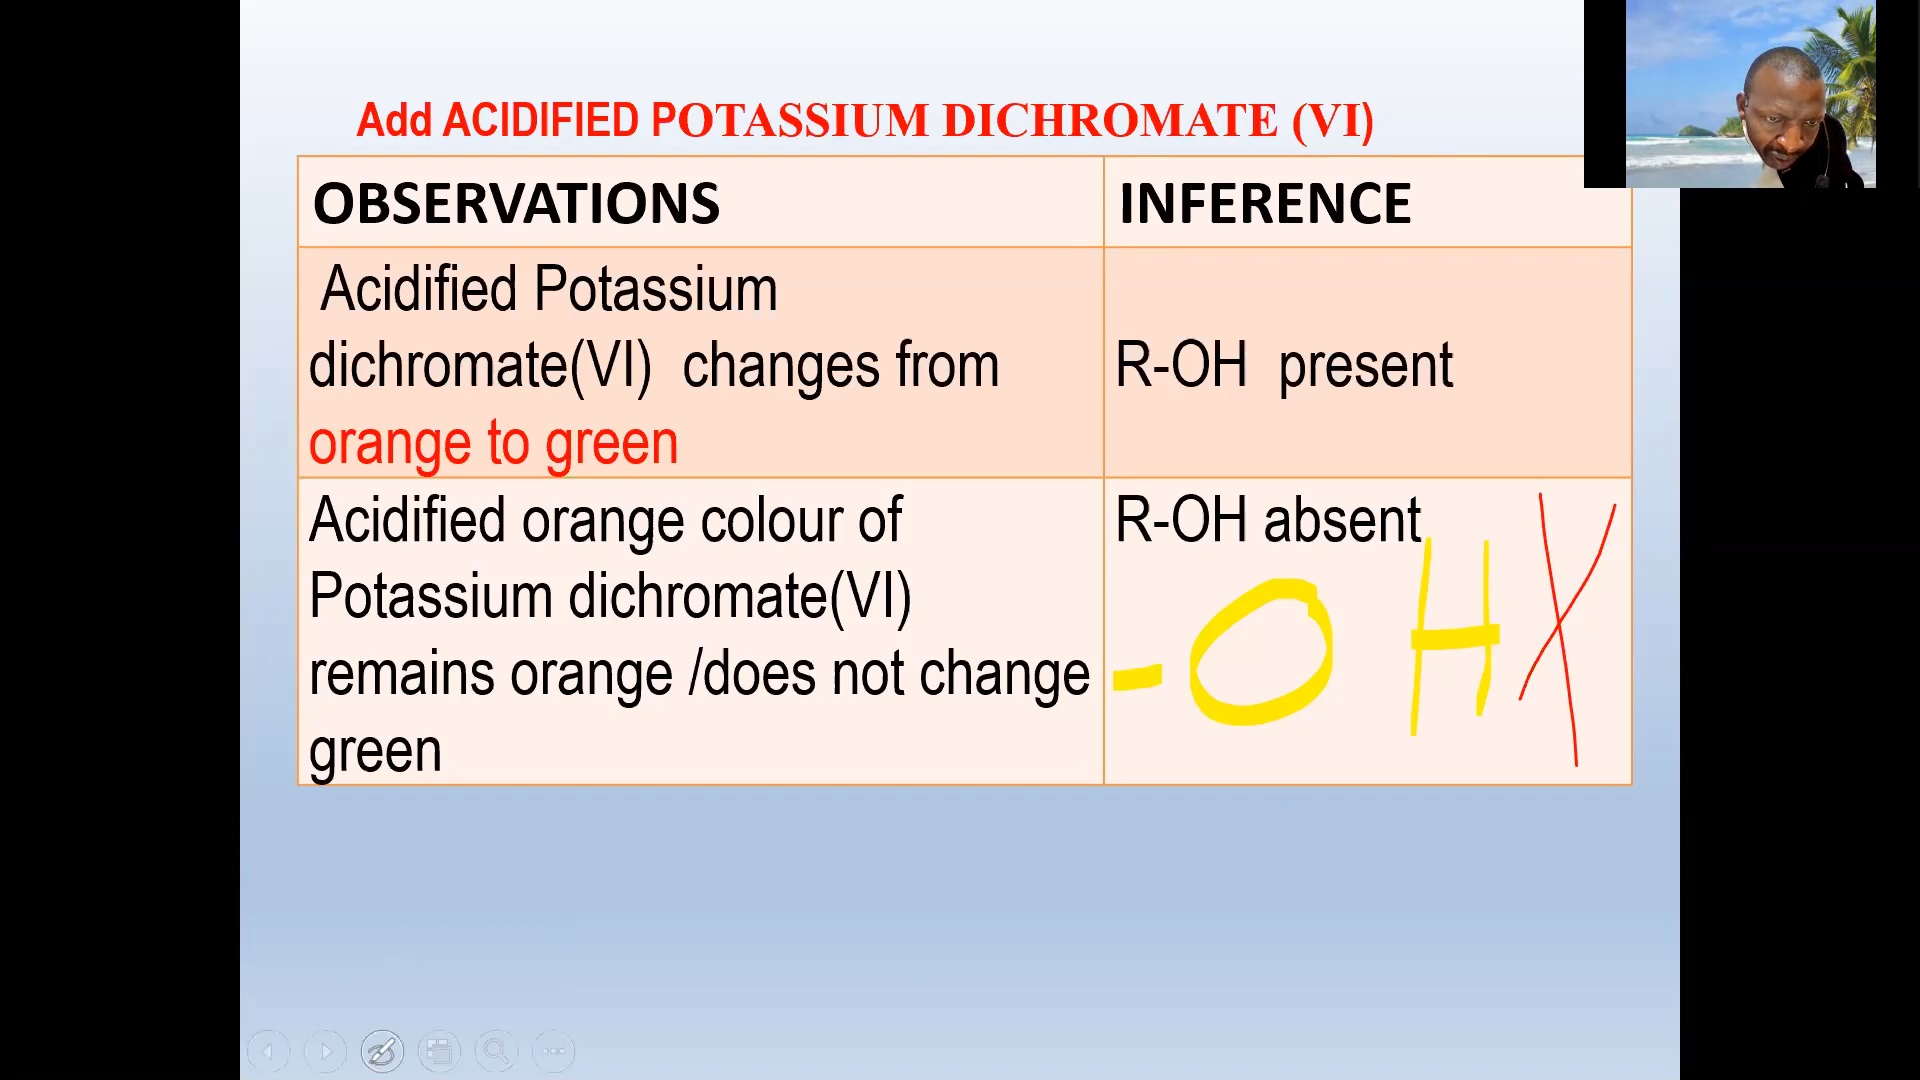 Add ACIDIFIED POTASSIUM DICHROMATE (VI)
OBSERVATIONS
INFERENCE
Acidified Potassium
dichromate(VI) changes from
orange to green
R-OH present
Acidified orange colour of
Potassium dichromate(VI)
remains orange /does not change
green
R-OH absent
-OH X